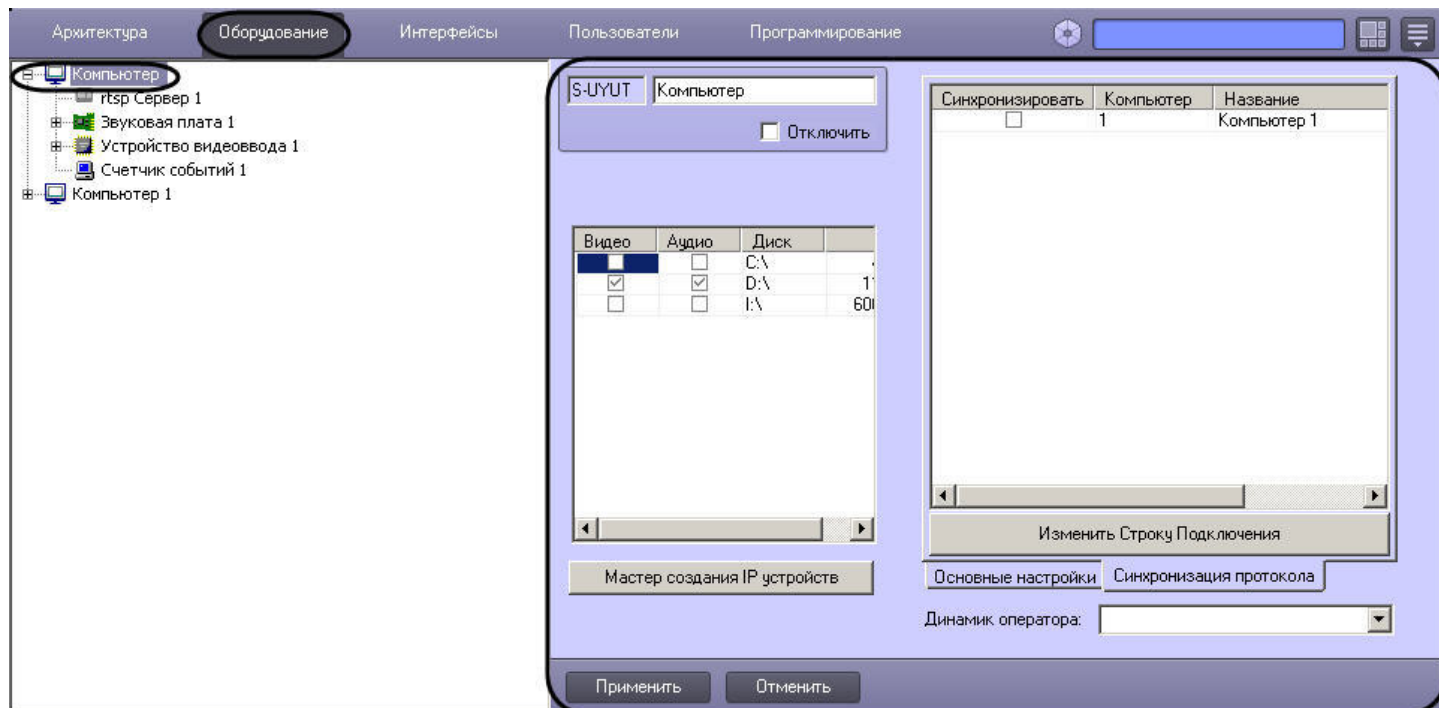 Архитектура Оборудование Интерфейсы Пользователи Программирование
Компьютер
rtsp Сервер 1
Звуковая плата 1
Устройство видеоввода 1
Счетчик событий 1
Компьютер 1
S-UYUT Компьютер
Отключить
Видео Аудио Диск
C:\
D:\ 1
I:\ 60
Мастер создания IP устройств
Синхронизировать Компьютер Название
1 Компьютер 1
Изменить Строку Подключения
Основные настройки Синхронизация протокола
Динамик оператора:
Применить Отменить